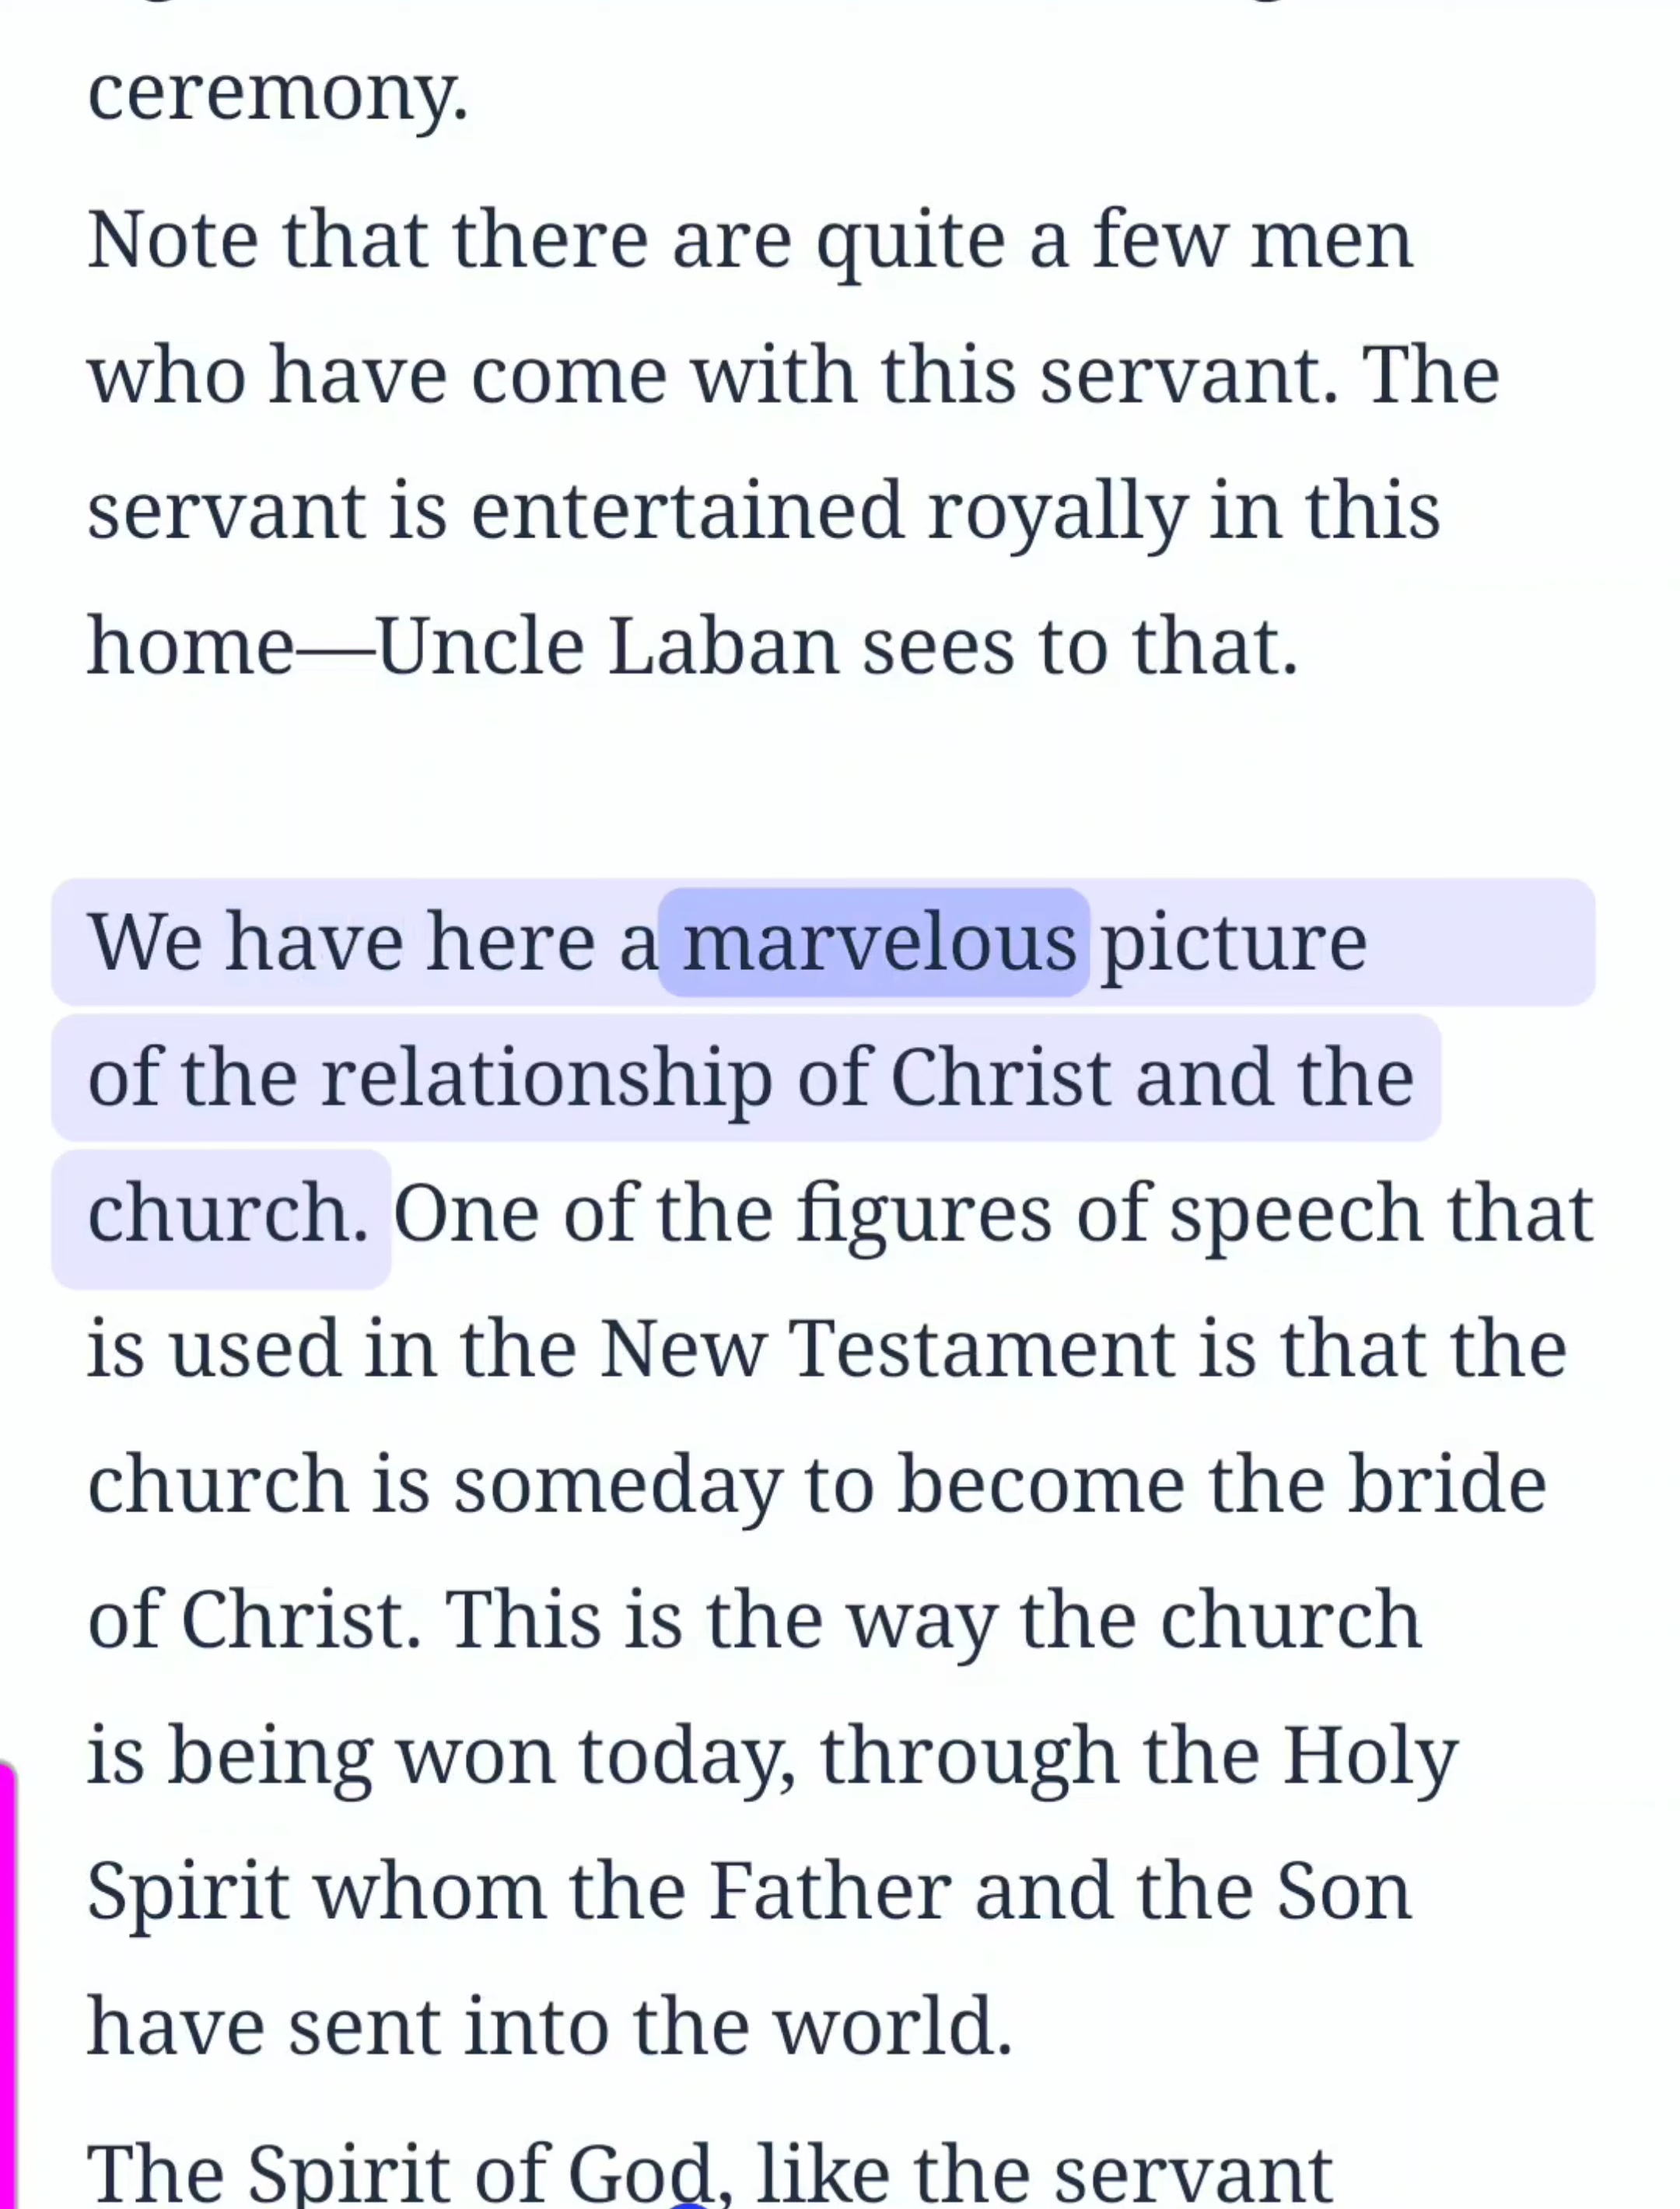 ceremony.
Note that there are quite a few men
who have come with this servant. The
servant is entertained royally in this
home—Uncle Laban sees to that.
We have here a marvelous picture
of the relationship of Christ and the
church. One of the figures of speech that
is used in the New Testament is that the
church is someday to become the bride
of Christ. This is the way the church
is being won today, through the Holy
Spirit whom the Father and the Son
have sent into the world.
The Spirit of God, like the servant